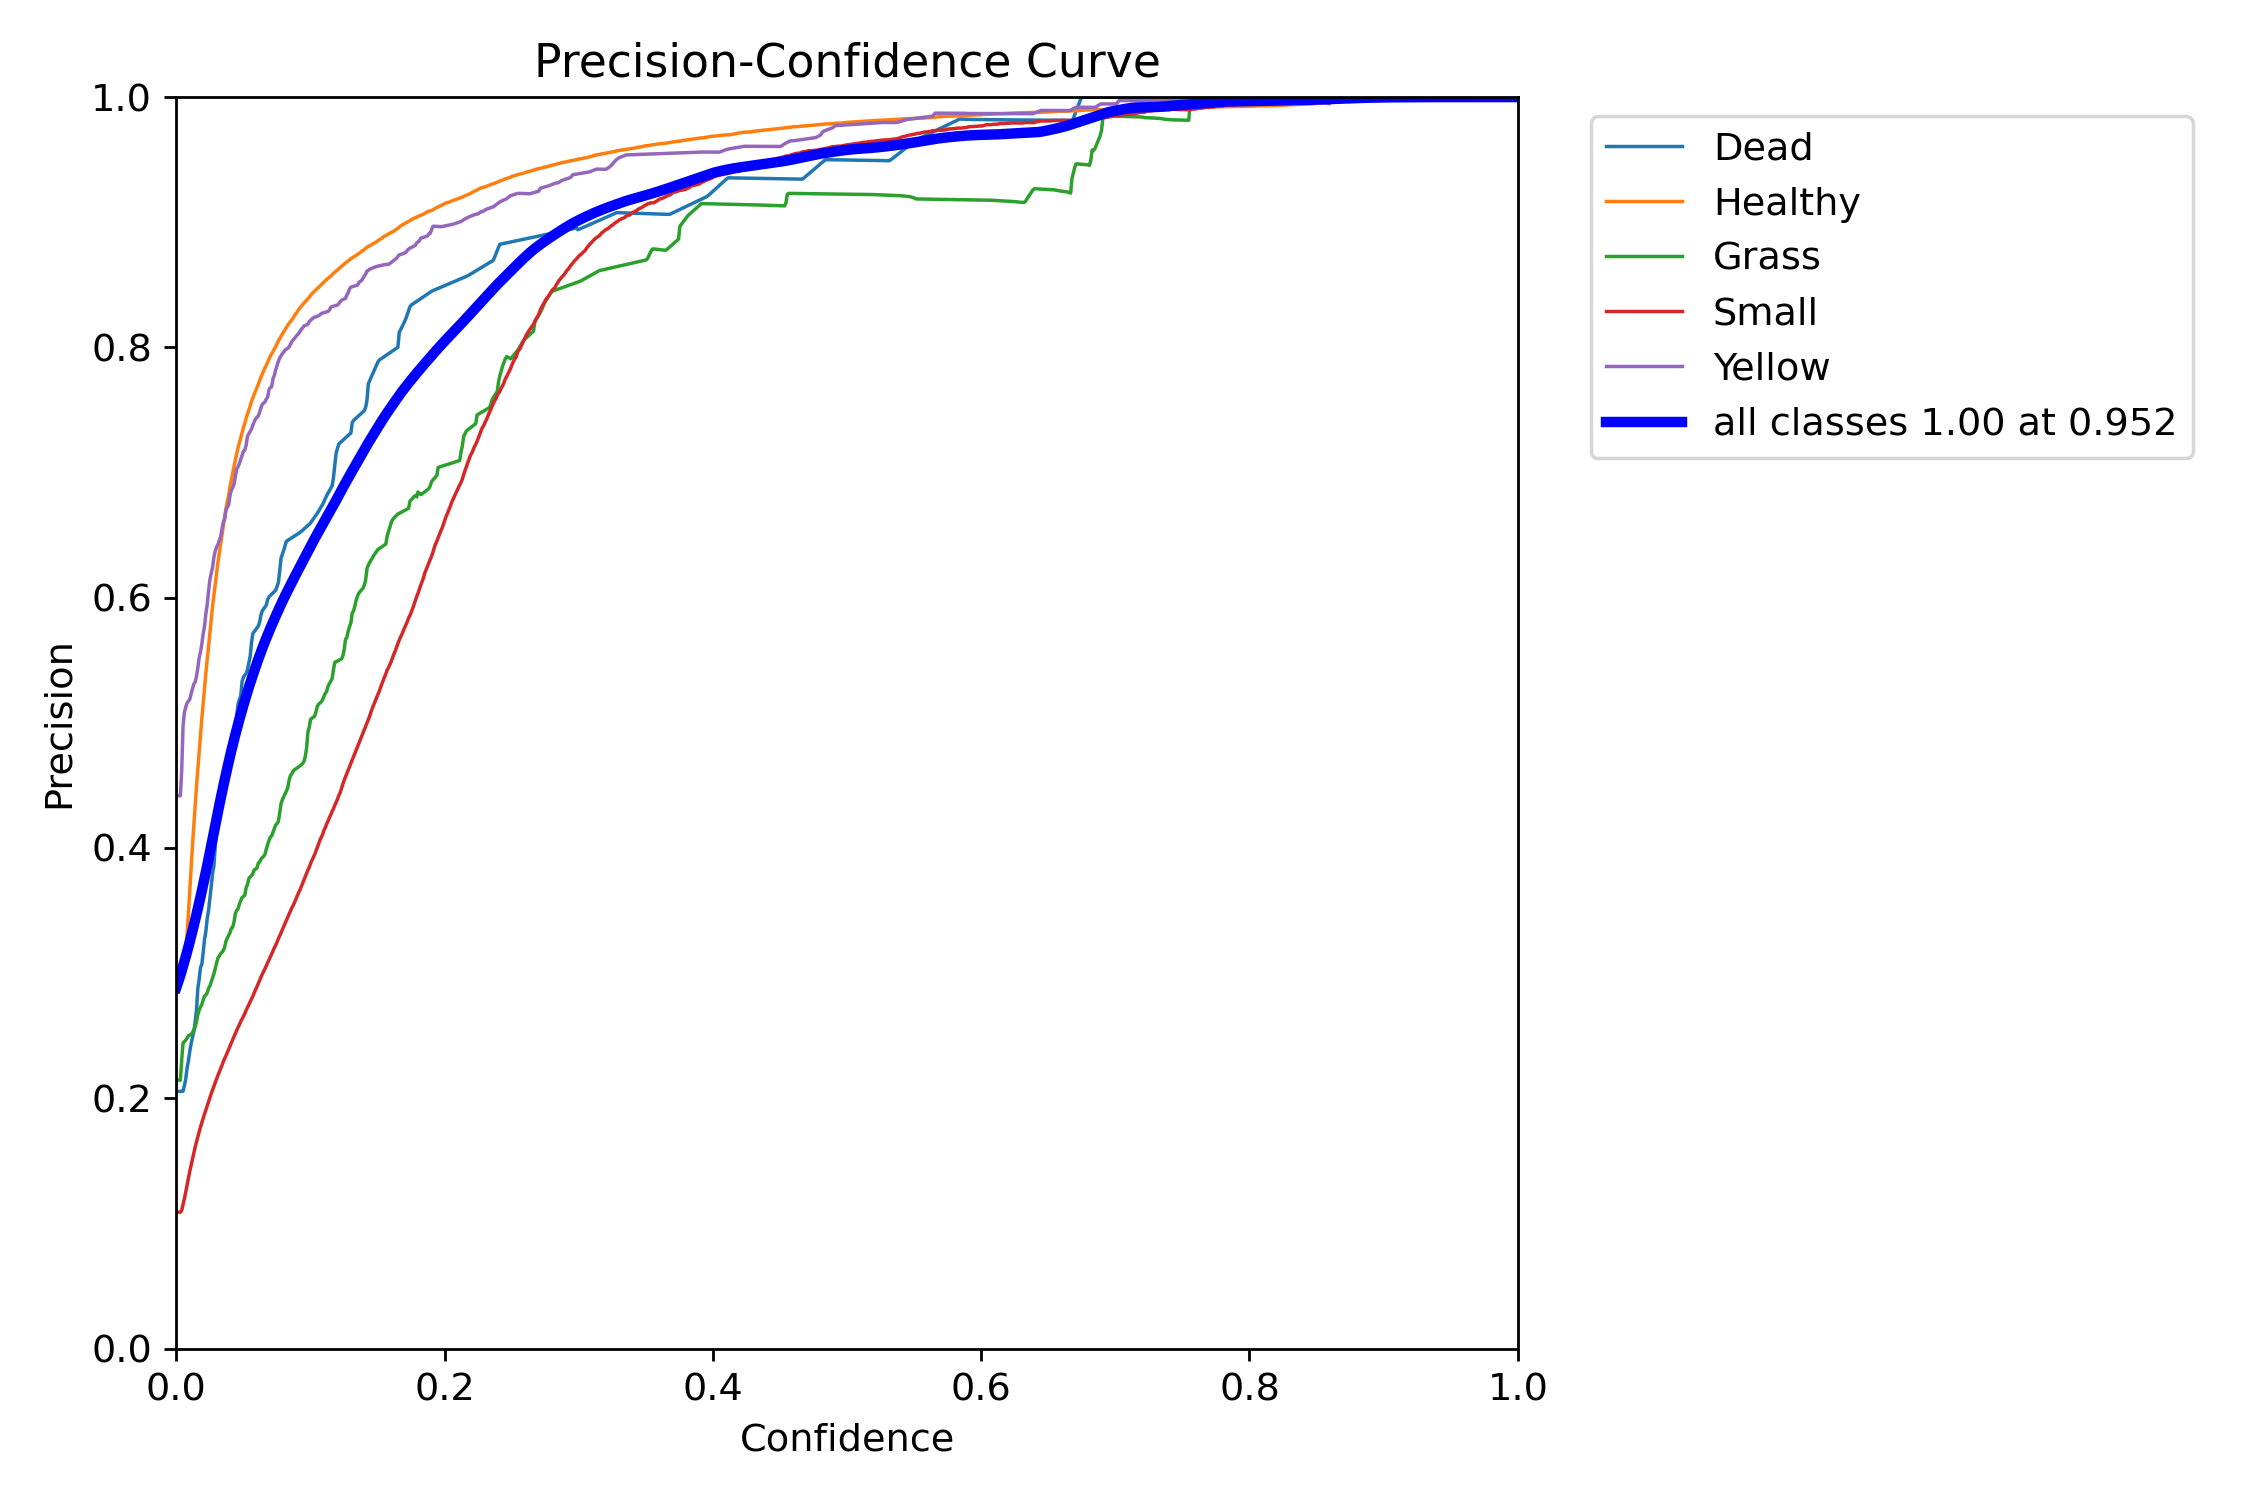 Precision-Confidence Curve
1.0
0.8
0.6
0.4
0.2
0.0
Precision
0.0 0.2 0.4 0.6 0.8 1.0
Confidence
Dead
Healthy
Grass
Small
Yellow
all classes 1.00 at 0.952